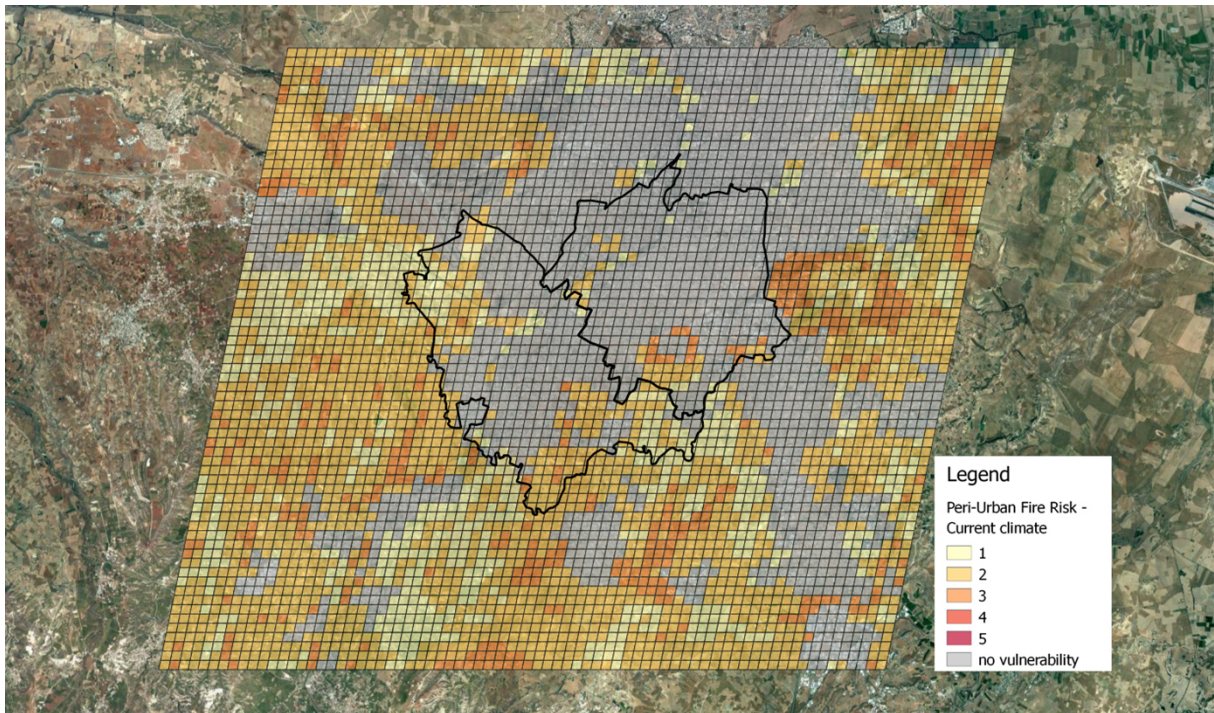 Legend
Peri-Urban Fire Risk -
Current climate
1
2
3
4
5
no vulnerability